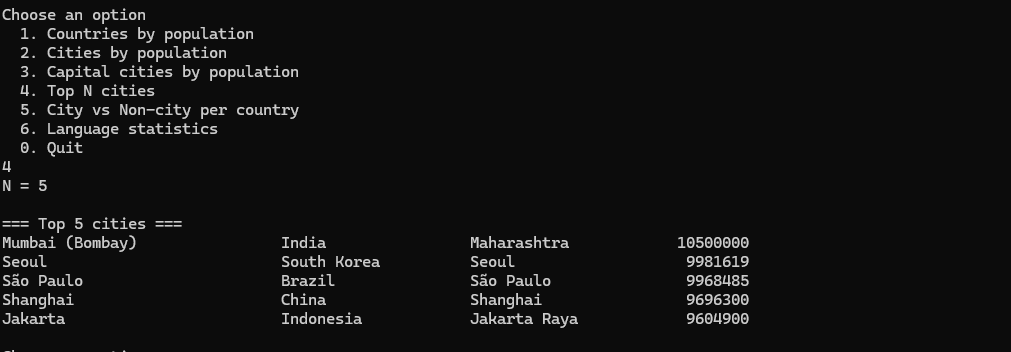 Choose an option
  1. Countries by population
  2. Cities by population
  3. Capital cities by population
  4. Top N cities
  5. City vs Non-city per country
  6. Language statistics
  0. Quit
4
N = 5

=== Top 5 cities ===
Mumbai (Bombay)                India                Maharashtra            10500000
Seoul                          South Korea          Seoul                   9981619
São Paulo                      Brazil               São Paulo               9968485
Shanghai                       China                Shanghai                9696300
Jakarta                        Indonesia            Jakarta Raya            9604900